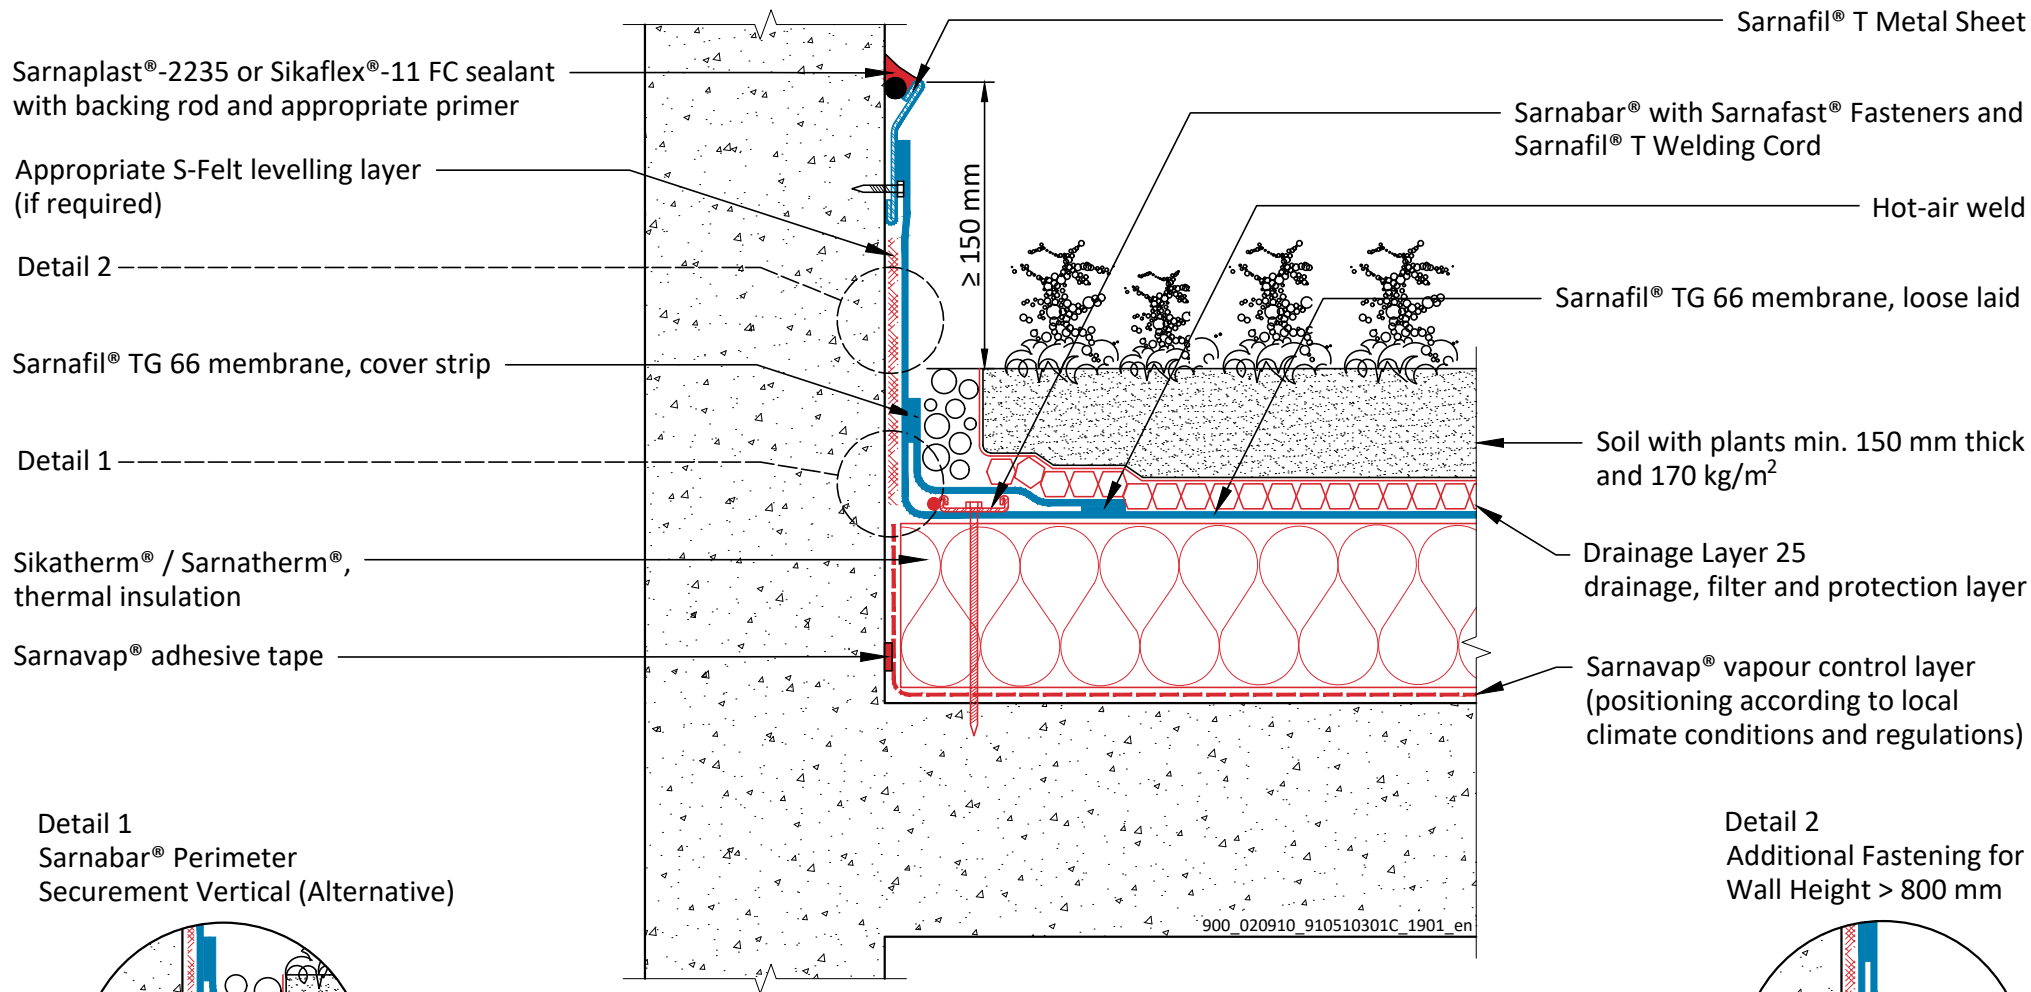 Sarnafil® T Metal Sheet
Sarnaplast®-2235 or Sikaflex®-11 FC sealant
with backing rod and appropriate primer
Sarnabar® with Sarnafast® Fasteners and
Sarnafil® T Welding Cord
Appropriate S-Felt levelling layer
(if required)
≥ 150 mm
Hot-air weld
Detail 2
Sarnafil® TG 66 membrane, loose laid
Sarnafil® TG 66 membrane, cover strip
Detail 1
Soil with plants min. 150 mm thick
and 170 kg/m²
Sikatherm® / Sarnatherm®,
thermal insulation
Drainage Layer 25
drainage, filter and protection layer
Sarnavap® adhesive tape
Sarnavap® vapour control layer
(positioning according to local
climate conditions and regulations)
Detail 1
Sarnabar® Perimeter
Securement Vertical (Alternative)
Detail 2
Additional Fastening for
Wall Height > 800 mm
900_020910_910510301C_1901_en